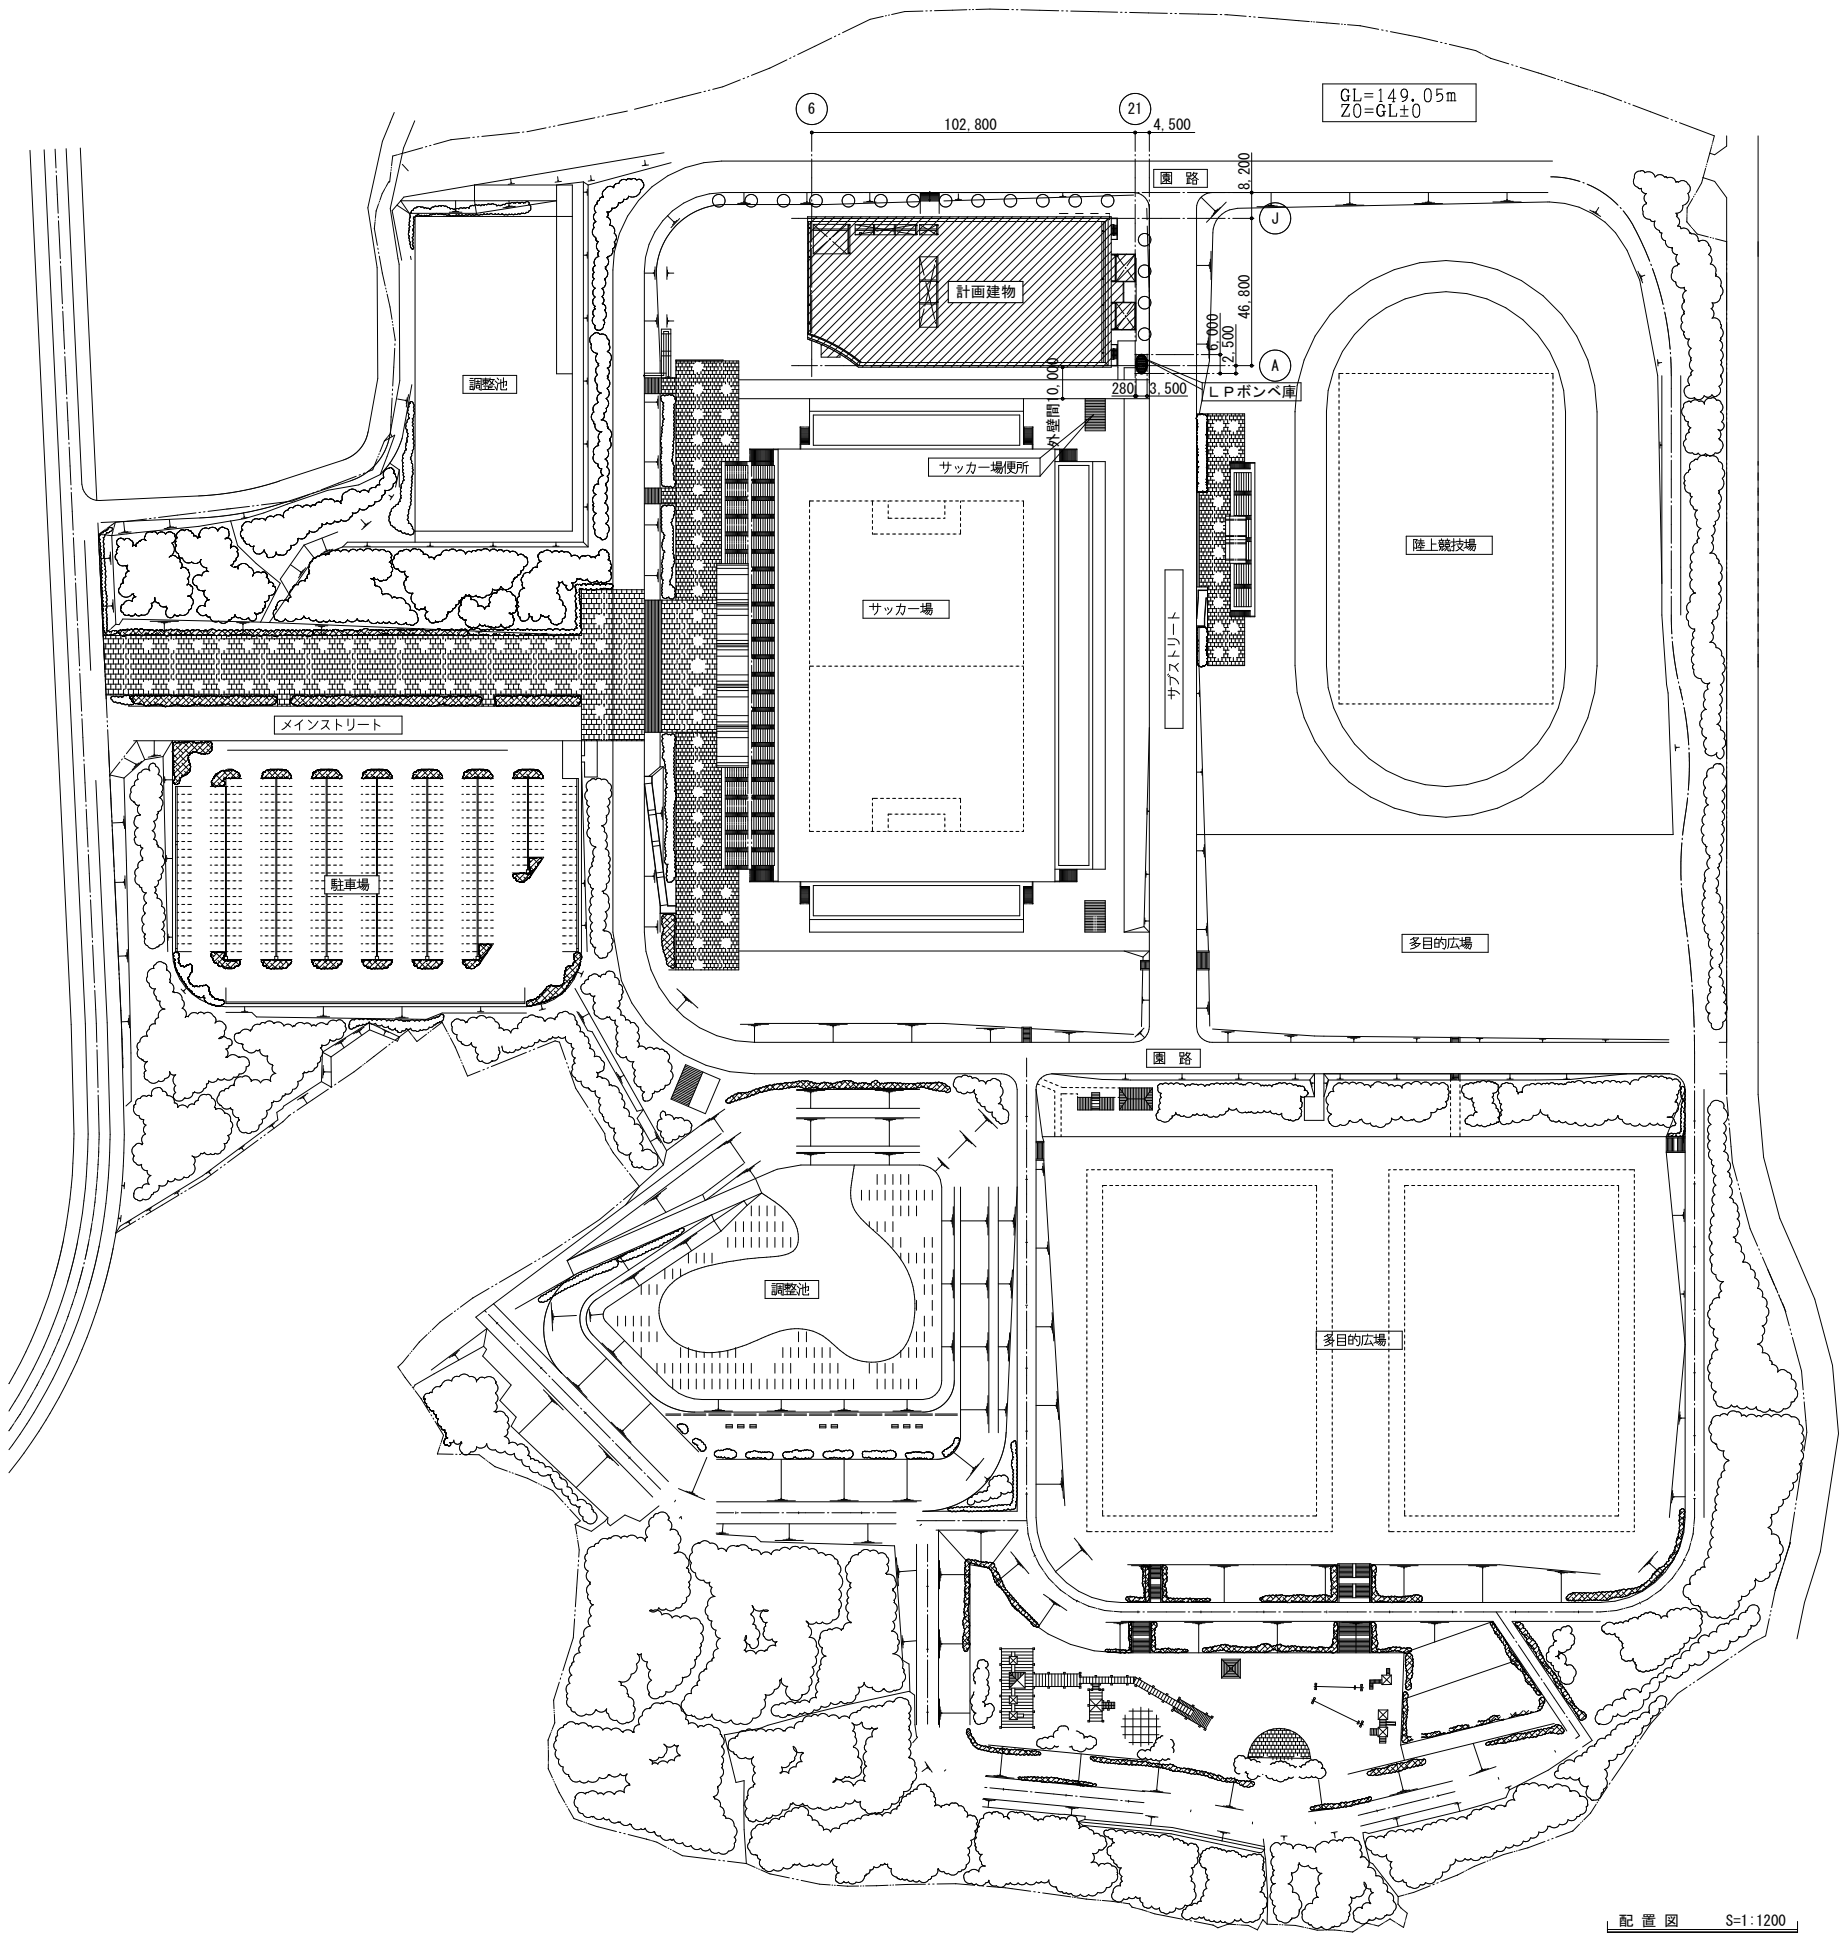 GL=149.05m
Z0=GL±0
6
21
102,800
4,500
園 路
8,200
J
計画建物
46,800
6,000
2,500
A
調整池
外壁間10,000
280
3,500
LPボンベ庫
サッカー場便所
陸上競技場
サッカー場
サブストリート
メインストリート
駐車場
多目的広場
園 路
調整池
多目的広場
配 置 図 S=1:1200